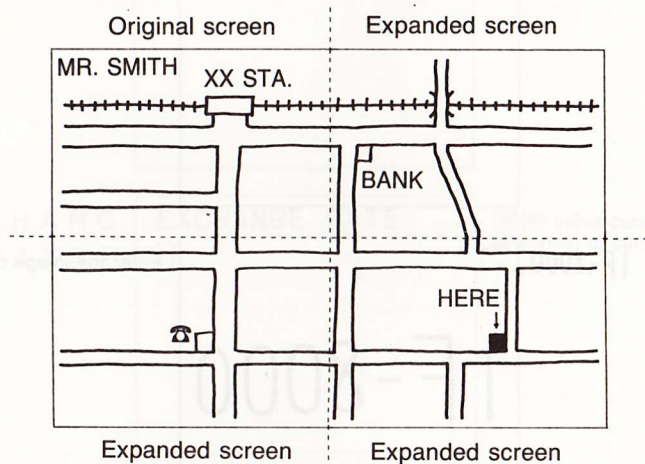 Original screen
Expanded screen
MR. SMITH
XX STA.
BANK
HERE
Expanded screen
Expanded screen